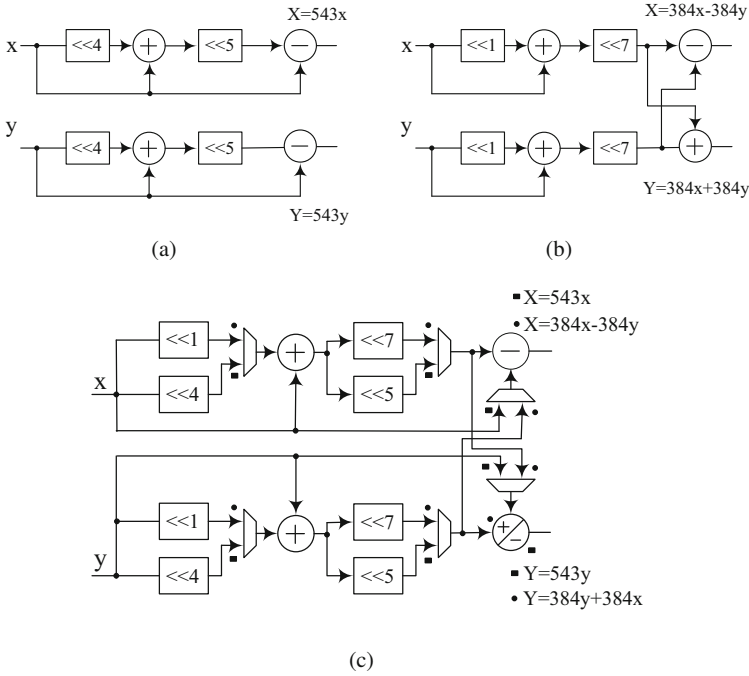 X=543x
x <<4 + <<5 −
y <<4 + <<5 −
Y=543y
(a)
X=384x-384y
x <<1 + <<7 −
y <<1 + <<7 +
Y=384x+384y
(b)
X=543x
X=384x-384y
<<1 <<7 −
x + 
<<4 <<5
<<1 <<7 + −
y +
<<4 <<5
Y=543y
Y=384y+384x
(c)